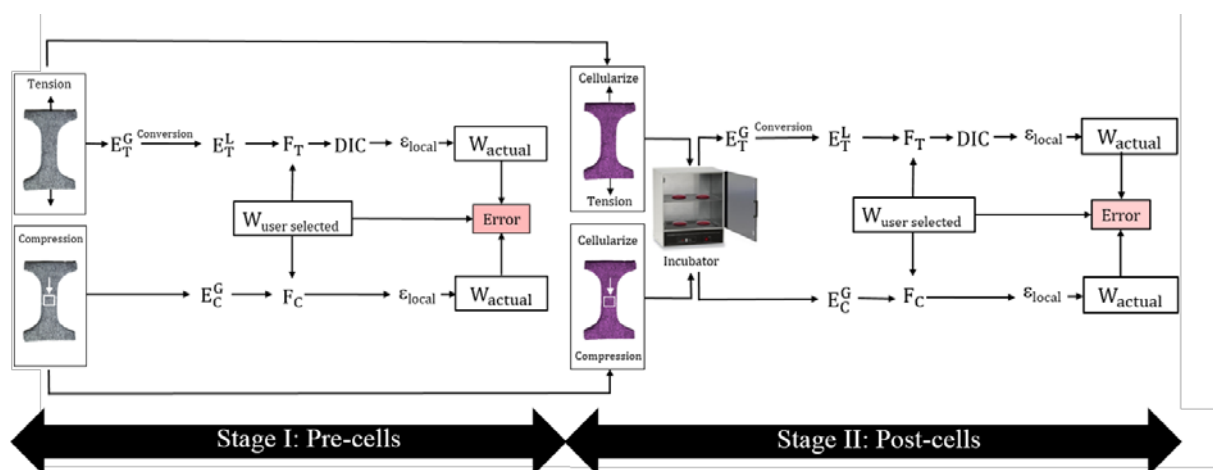 Tension
E_T^G
Conversion
E_T^L
F_T
DIC
ε_local
W_actual
W_user selected
Error
Compression
E_C^G
F_C
ε_local
W_actual
Cellularize
Tension
Cellularize
Compression
Incubator
E_T^G
Conversion
E_T^L
F_T
DIC
ε_local
W_actual
W_user selected
Error
E_C^G
F_C
ε_local
W_actual
Stage I: Pre-cells
Stage II: Post-cells